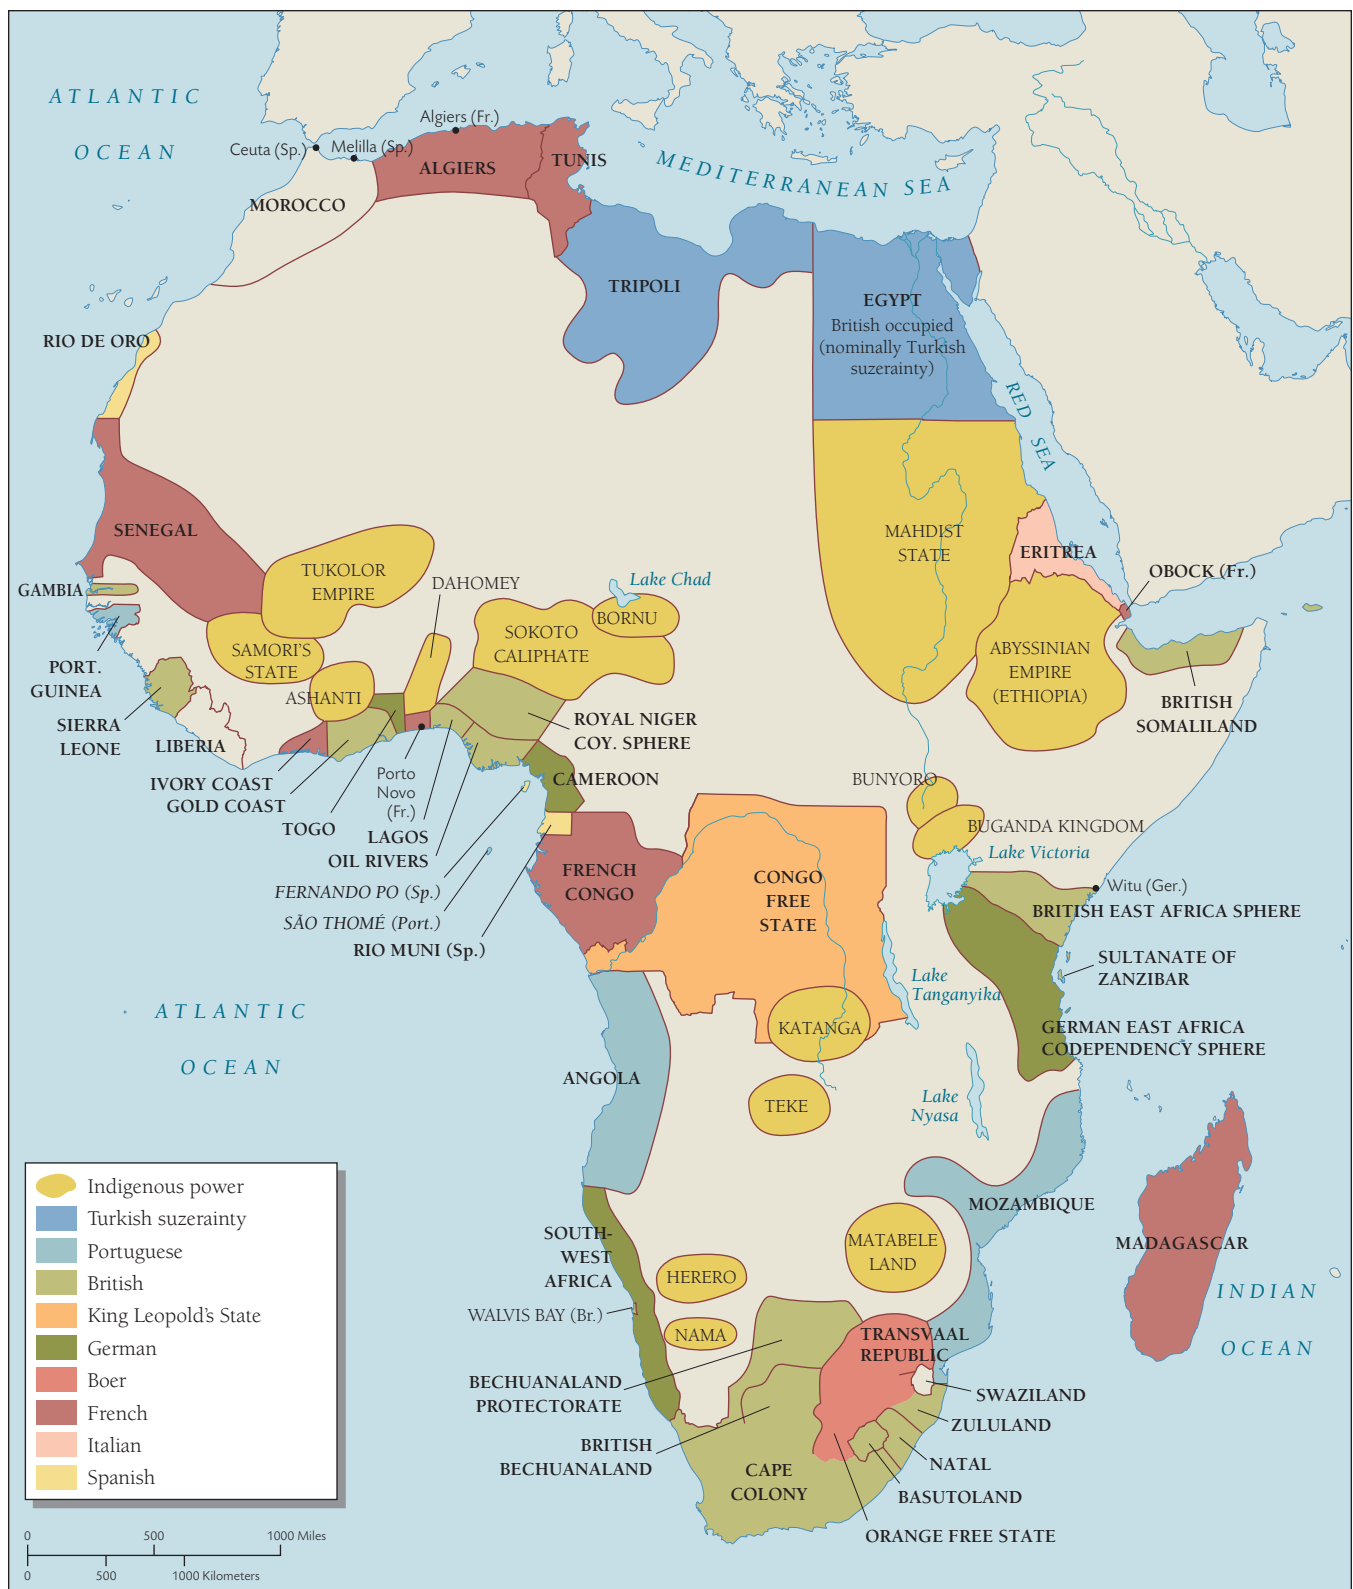 ATLANTIC
OCEAN
Algiers (Fr.)
Ceuta (Sp.)
Melilla (Sp.)
ALGIERS
TUNIS
MEDITERRANEAN SEA
MOROCCO
TRIPOLI
EGYPT
British occupied
(nominally Turkish
suzerainty)
RIO DE ORO
RED SEA
SENEGAL
MAHDIST
STATE
ERITREA
OBOCK (Fr.)
TUKOLOR
EMPIRE
DAHOMEY
Lake Chad
GAMBIA
BORNU
SOKOTO
CALIPHATE
SAMORI'S
STATE
ABYSSINIAN
EMPIRE
(ETHIOPIA)
PORT.
GUINEA
ASHANTI
BRITISH
SOMALILAND
SIERRA
LEONE
LIBERIA
ROYAL NIGER
COY. SPHERE
IVORY COAST
GOLD COAST
TOGO
Porto
Novo
(Fr.)
CAMEROON
BUNYORO
LAGOS
OIL RIVERS
BUGANDA KINGDOM
Lake Victoria
FERNANDO PO (Sp.)
SÃO THOMÉ (Port.)
RIO MUNI (Sp.)
FRENCH
CONGO
CONGO
FREE
STATE
Witu (Ger.)
BRITISH EAST AFRICA SPHERE
SULTANATE OF
ZANZIBAR
Lake
Tanganyika
ATLANTIC
OCEAN
KATANGA
GERMAN EAST AFRICA
CODEPENDENCY SPHERE
ANGOLA
TEKE
Lake
Nyasa
MOZAMBIQUE
MADAGASCAR
SOUTH-
WEST
AFRICA
MATABELE
LAND
HERERO
INDIAN
OCEAN
WALVIS BAY (Br.)
NAMA
TRANSVAAL
REPUBLIC
BECHUANALAND
PROTECTORATE
SWAZILAND
ZULULAND
BRITISH
BECHUANALAND
NATAL
CAPE
COLONY
BASUTOLAND
ORANGE FREE STATE
Indigenous power
Turkish suzerainty
Portuguese
British
King Leopold's State
German
Boer
French
Italian
Spanish
0 500 1000 Miles
0 500 1000 Kilometers